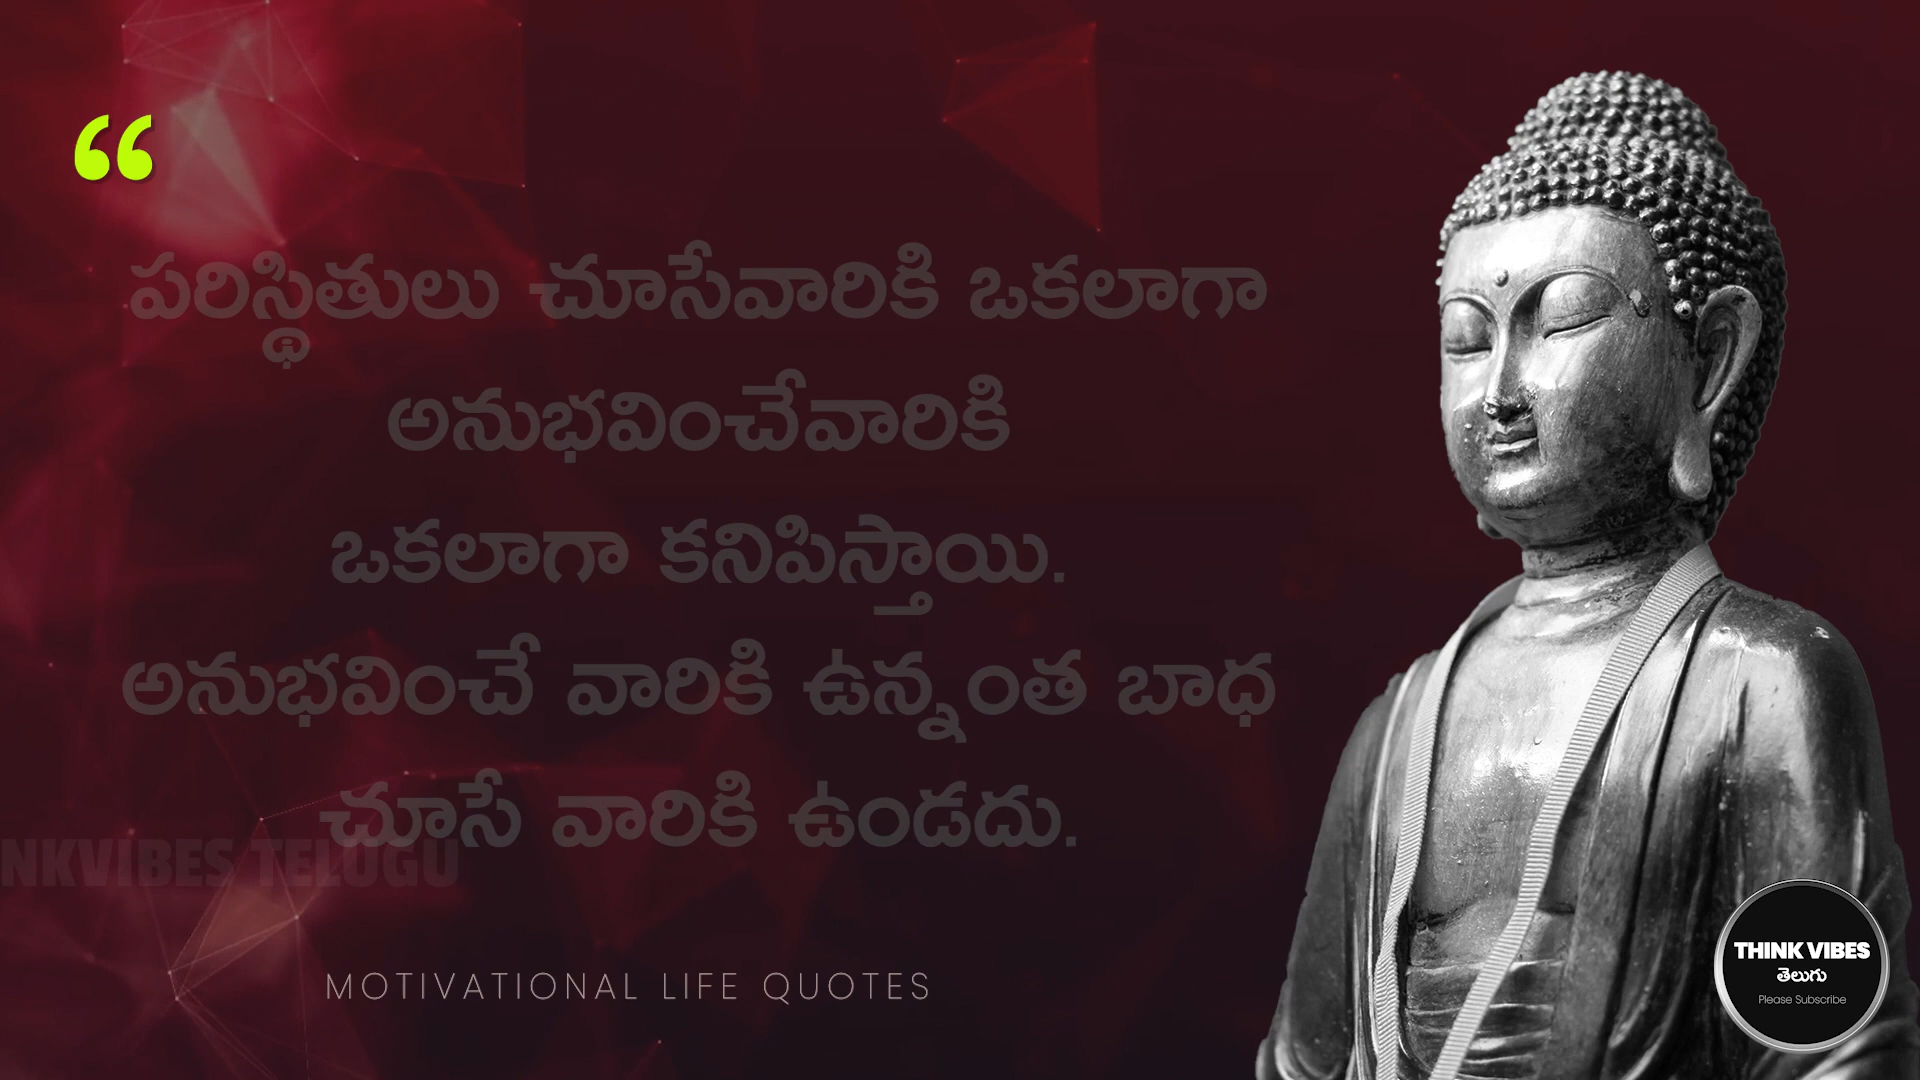 “
పరిస్థితులు చూసేవారికి ఒకలాగా
అనుభవించేవారికి
ఒకలాగా కనిపిస్తాయి.
అనుభవించే వారికి ఉన్నంత బాధ
చూసే వారికి ఉండదు.
NKVIBES TELUGU
MOTIVATIONAL LIFE QUOTES
THINK VIBES
తెలుగు
Please Subscribe